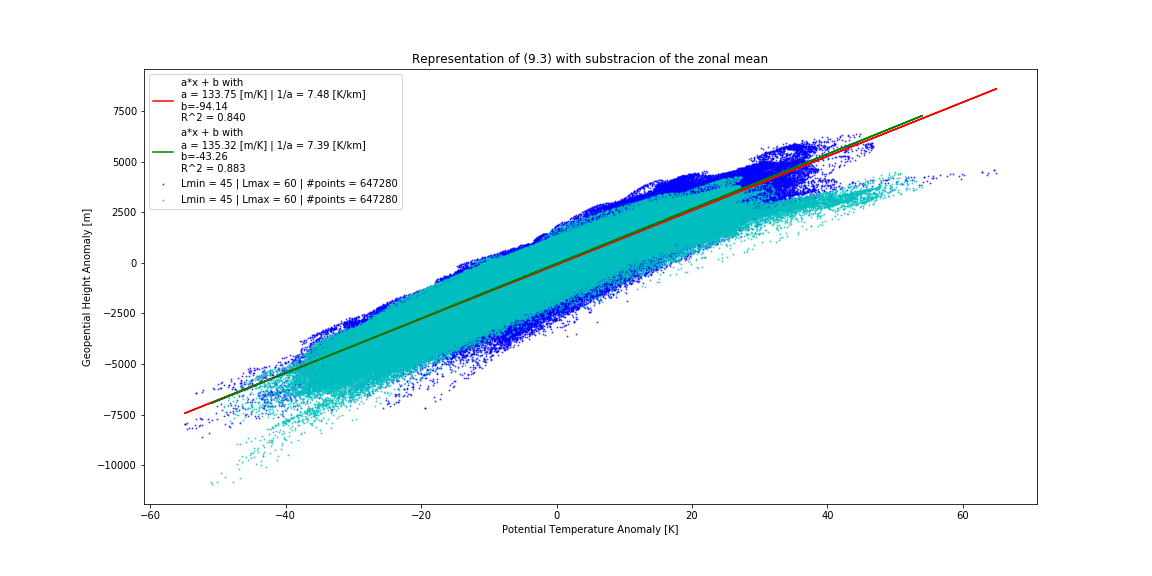 Representation of (9.3) with substracion of the zonal mean
a*x + b with
a = 133.75 [m/K] | 1/a = 7.48 [K/km]
b=-94.14
R^2 = 0.840
a*x + b with
a = 135.32 [m/K] | 1/a = 7.39 [K/km]
b=-43.26
R^2 = 0.883
Lmin = 45 | Lmax = 60 | #points = 647280
Lmin = 45 | Lmax = 60 | #points = 647280
Geopential Height Anomaly [m]
7500
5000
2500
0
−2500
−5000
−7500
−10000
−60 −40 −20 0 20 40 60
Potential Temperature Anomaly [K]